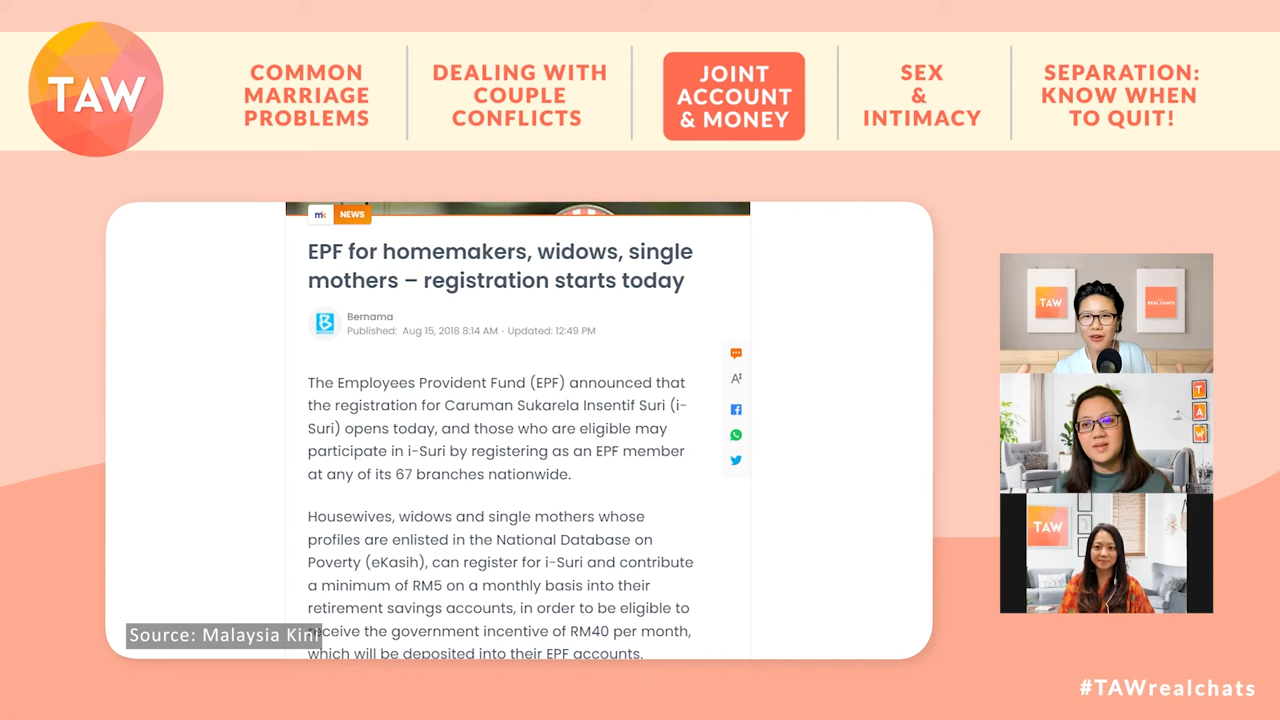 TAW
COMMON
MARRIAGE
PROBLEMS
DEALING WITH
COUPLE
CONFLICTS
JOINT
ACCOUNT
& MONEY
SEX
&
INTIMACY
SEPARATION:
KNOW WHEN
TO QUIT!
mk NEWS
EPF for homemakers, widows, single
mothers – registration starts today
Bernama
Published: Aug 15, 2018 8:14 AM - Updated: 12:49 PM
The Employees Provident Fund (EPF) announced that
the registration for Caruman Sukarela Insentif Suri (i-
Suri) opens today, and those who are eligible may
participate in i-Suri by registering as an EPF member
at any of its 67 branches nationwide.
Housewives, widows and single mothers whose
profiles are enlisted in the National Database on
Poverty (eKasih), can register for i-Suri and contribute
a minimum of RM5 on a monthly basis into their
retirement savings accounts, in order to be eligible to
receive the government incentive of RM40 per month,
which will be deposited into their EPF accounts.
Source: Malaysia Kini
TAW
REAL CHATS
T
A
W
TAW
#TAWrealchats